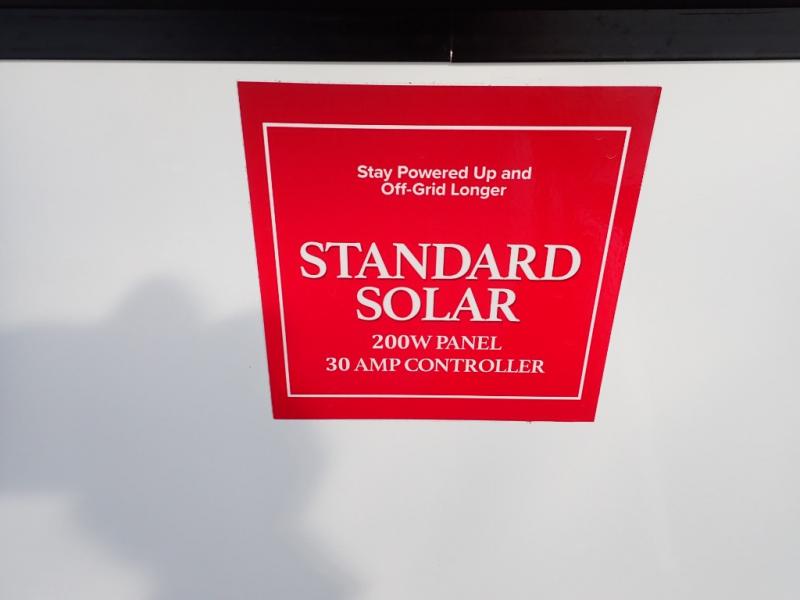 Stay Powered Up and
Off-Grid Longer
STANDARD
SOLAR
200W PANEL
30 AMP CONTROLLER